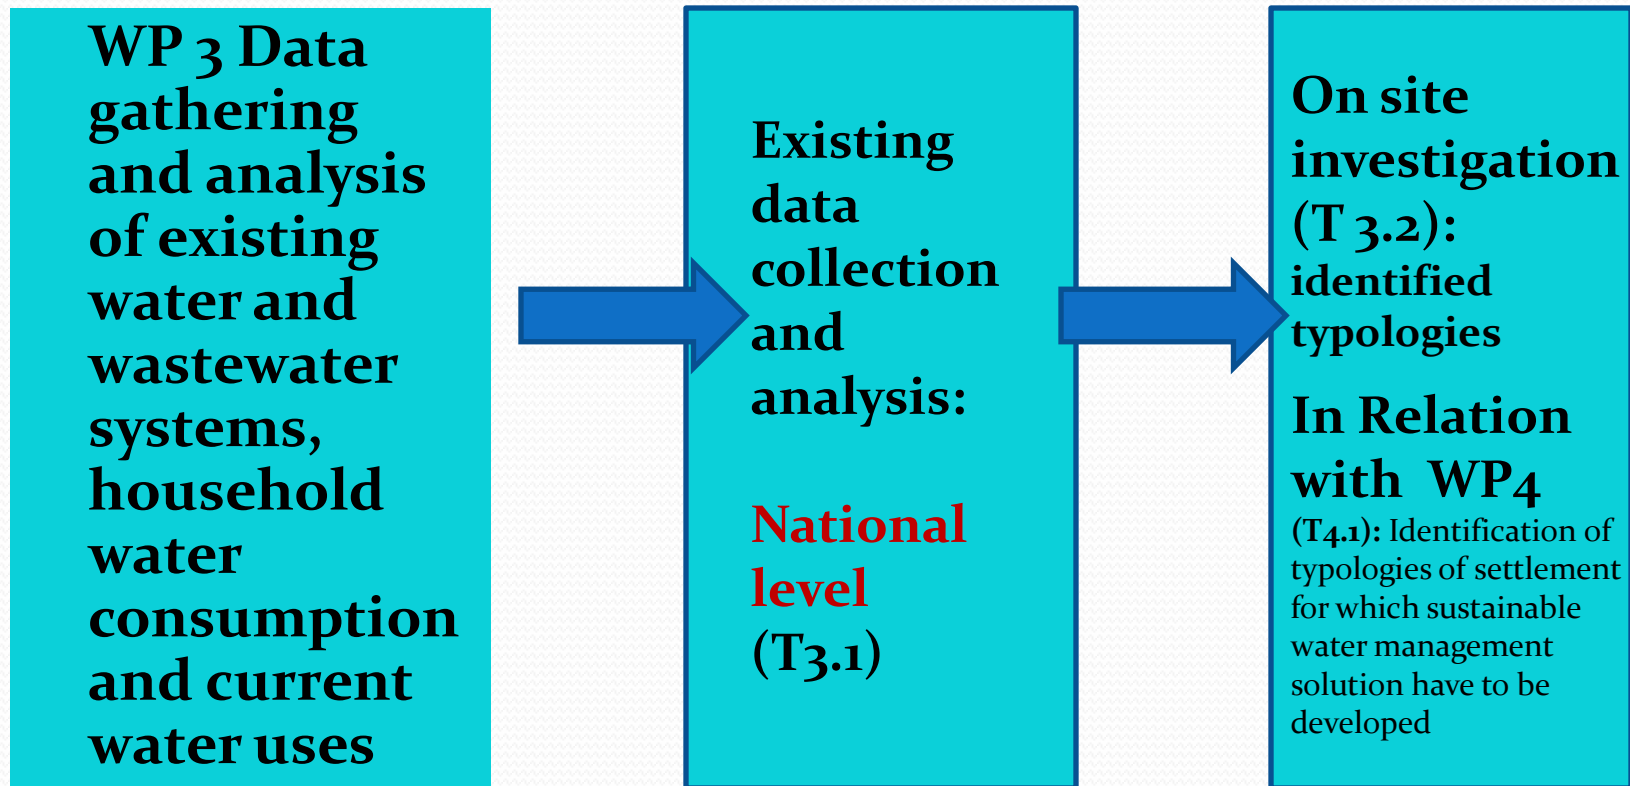 WP 3 Data
gathering
and analysis
of existing
water and
wastewater
systems,
household
water
consumption
and current
water uses
Existing
data
collection
and
analysis:
National
level
(T3.1)
On site
investigation
(T 3.2):
identified
typologies
In Relation
with WP4
(T4.1): Identification of
typologies of settlement
for which sustainable
water management
solution have to be
developed